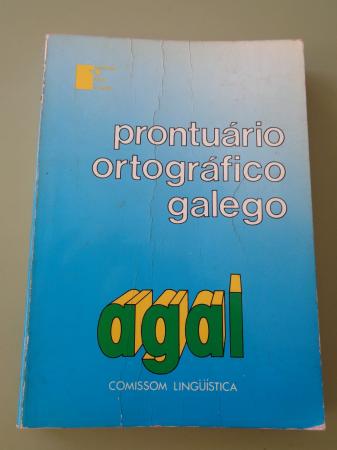 prontuário
ortográfico
galego
agal
COMISSOM LINGÜÍSTICA